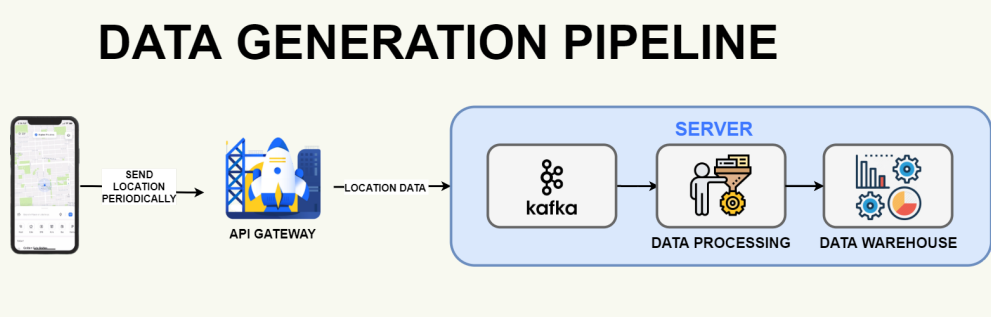 DATA GENERATION PIPELINE
SERVER
SEND
LOCATION
PERIODICALLY
LOCATION DATA
kafka
API GATEWAY
DATA PROCESSING
DATA WAREHOUSE